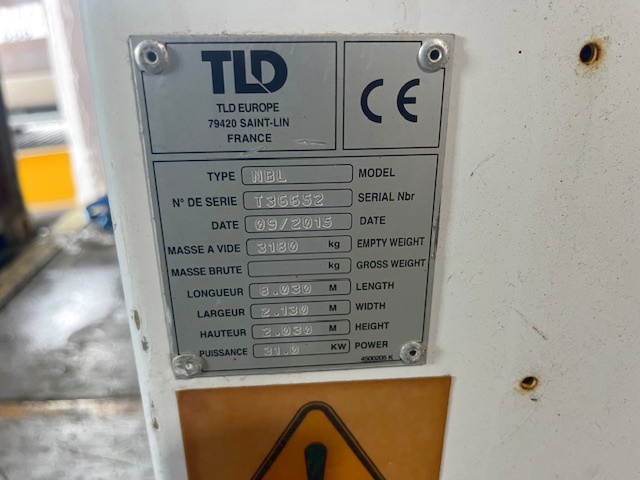 TLD
TLD EUROPE
79420 SAINT-LIN
FRANCE
CE
TYPE NBL MODEL
N° DE SERIE T36652 SERIAL Nbr
DATE 09/2015 DATE
MASSE A VIDE 3180 kg EMPTY WEIGHT
MASSE BRUTE kg GROSS WEIGHT
LONGUEUR 8.030 M LENGTH
LARGEUR 2.130 M WIDTH
HAUTEUR 2.030 M HEIGHT
PUISSANCE 31.0 KW POWER
4500205 K